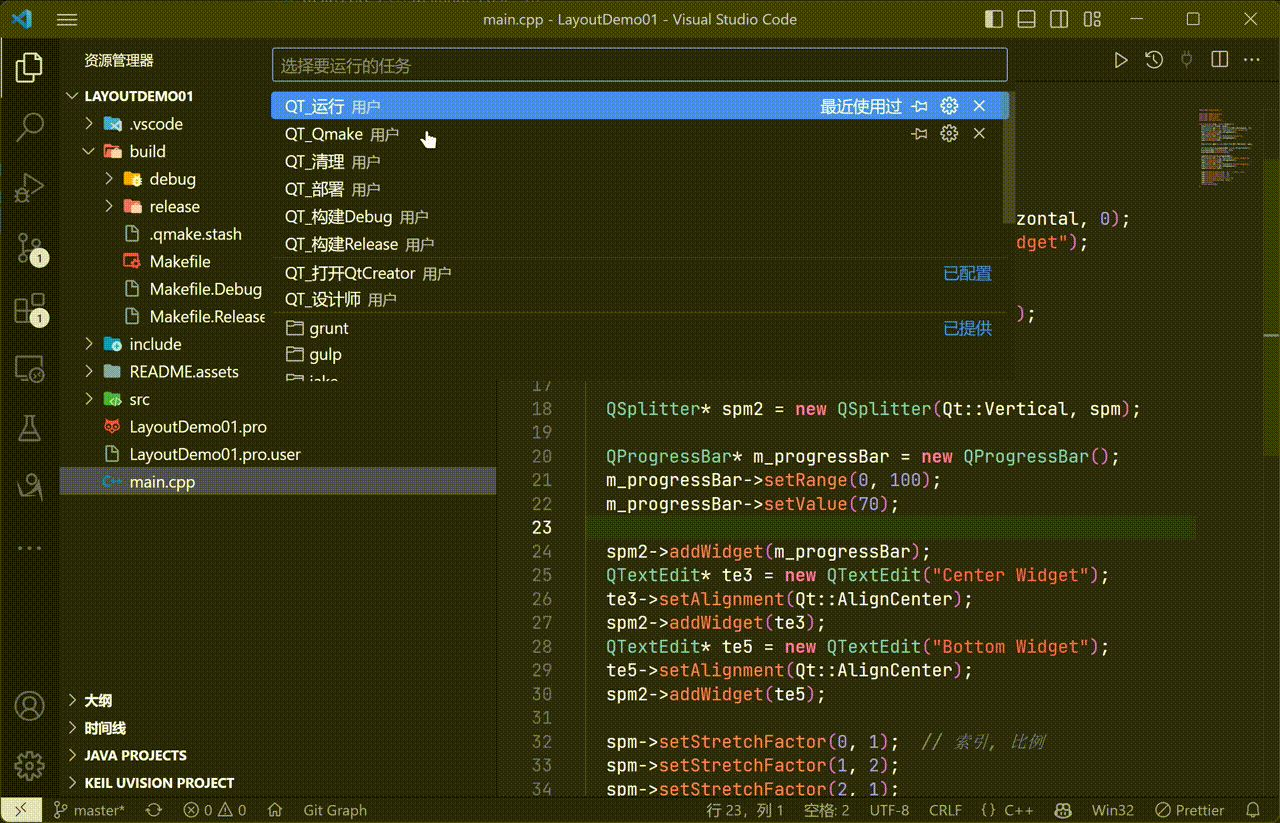 main.cpp - LayoutDemo01 - Visual Studio Code
资源管理器
选择要运行的任务
LAYOUTDEMO01
.vscode
build
debug
release
.qmake.stash
Makefile
Makefile.Debug
Makefile.Release
include
README.assets
src
LayoutDemo01.pro
LayoutDemo01.pro.user
main.cpp
大纲
时间线
JAVA PROJECTS
KEIL UVISION PROJECT
1
1
QT_运行 用户 最近使用过
QT_Qmake 用户
QT_清理 用户
QT_部署 用户
QT_构建Debug 用户
QT_构建Release 用户
QT_打开QtCreator 用户 已配置
QT_设计师 用户
grunt 已提供
gulp
jake
zontal, 0);
dget");
);
17
18 QSplitter* spm2 = new QSplitter(Qt::Vertical, spm);
19
20 QProgressBar* m_progressBar = new QProgressBar();
21 m_progressBar->setRange(0, 100);
22 m_progressBar->setValue(70);
23
24 spm2->addWidget(m_progressBar);
25 QTextEdit* te3 = new QTextEdit("Center Widget");
26 te3->setAlignment(Qt::AlignCenter);
27 spm2->addWidget(te3);
28 QTextEdit* te5 = new QTextEdit("Bottom Widget");
29 te5->setAlignment(Qt::AlignCenter);
30 spm2->addWidget(te5);
31
32 spm->setStretchFactor(0, 1); // 索引, 比例
33 spm->setStretchFactor(1, 2);
34 spm->setStretchFactor(2, 1);
master* 0 0 Git Graph 行 23，列 1 空格: 2 UTF-8 CRLF {} C++ Win32 Prettier